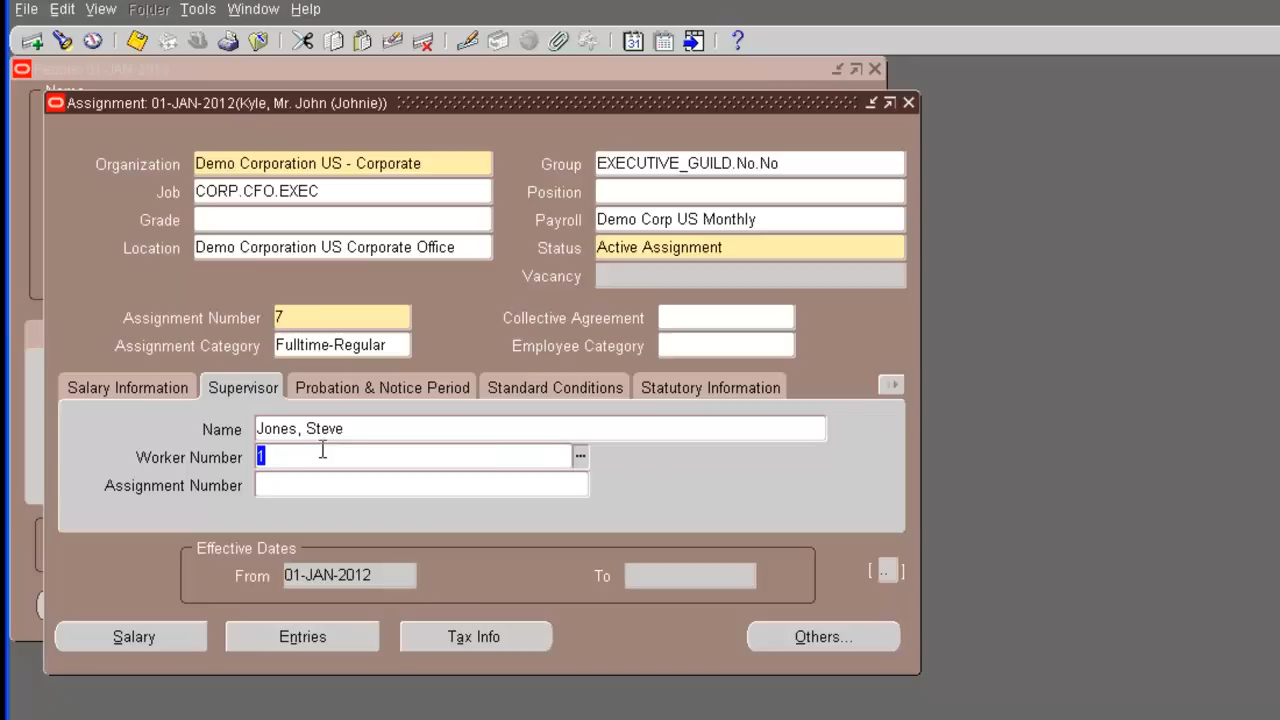 File Edit View Folder Tools Window Help
Assignment: 01-JAN-2012(Kyle, Mr. John (Johnie))
Organization Demo Corporation US - Corporate Group EXECUTIVE_GUILD.No.No
Job CORP.CFO.EXEC Position
Grade Payroll Demo Corp US Monthly
Location Demo Corporation US Corporate Office Status Active Assignment
Vacancy
Assignment Number 7 Collective Agreement
Assignment Category Fulltime-Regular Employee Category
Salary Information Supervisor Probation & Notice Period Standard Conditions Statutory Information
Name Jones, Steve
Worker Number 1
Assignment Number
Effective Dates
From 01-JAN-2012 To
[ .. ]
Salary Entries Tax Info Others...